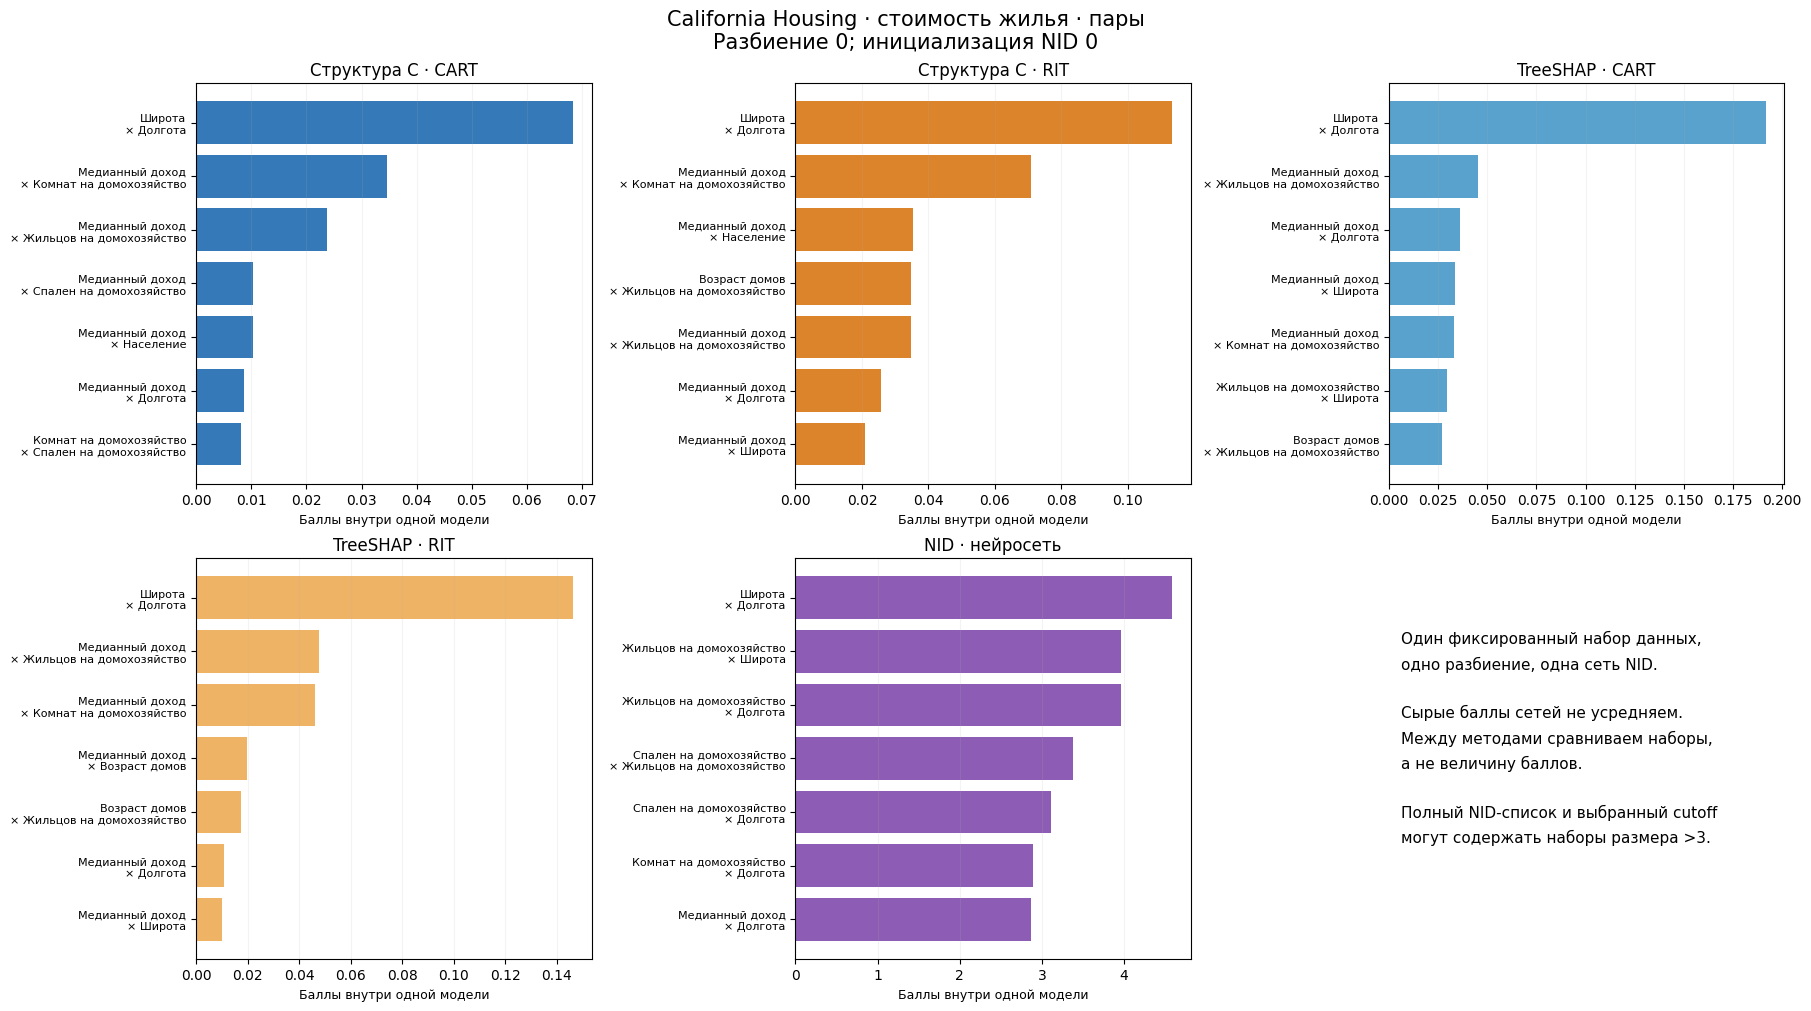 California Housing · стоимость жилья · пары
Разбиение 0; инициализация NID 0
Структура C · CART
Широта
× Долгота
Медианный доход
× Комнат на домохозяйство
Медианный доход
× Жильцов на домохозяйство
Медианный доход
× Спален на домохозяйство
Медианный доход
× Население
Медианный доход
× Долгота
Комнат на домохозяйство
× Спален на домохозяйство
0.00 0.01 0.02 0.03 0.04 0.05 0.06 0.07
Баллы внутри одной модели
Структура C · RIT
Широта
× Долгота
Медианный доход
× Комнат на домохозяйство
Медианный доход
× Население
Возраст домов
× Жильцов на домохозяйство
Медианный доход
× Жильцов на домохозяйство
Медианный доход
× Долгота
Медианный доход
× Широта
0.00 0.02 0.04 0.06 0.08 0.10
Баллы внутри одной модели
TreeSHAP · CART
Широта
× Долгота
Медианный доход
× Жильцов на домохозяйство
Медианный доход
× Долгота
Медианный доход
× Широта
Медианный доход
× Комнат на домохозяйство
Жильцов на домохозяйство
× Широта
Возраст домов
× Жильцов на домохозяйство
0.000 0.025 0.050 0.075 0.100 0.125 0.150 0.175 0.200
Баллы внутри одной модели
TreeSHAP · RIT
Широта
× Долгота
Медианный доход
× Жильцов на домохозяйство
Медианный доход
× Комнат на домохозяйство
Медианный доход
× Возраст домов
Возраст домов
× Жильцов на домохозяйство
Медианный доход
× Долгота
Медианный доход
× Широта
0.00 0.02 0.04 0.06 0.08 0.10 0.12 0.14
Баллы внутри одной модели
NID · нейросеть
Широта
× Долгота
Жильцов на домохозяйство
× Широта
Жильцов на домохозяйство
× Долгота
Спален на домохозяйство
× Жильцов на домохозяйство
Спален на домохозяйство
× Долгота
Комнат на домохозяйство
× Долгота
Медианный доход
× Долгота
0 1 2 3 4
Баллы внутри одной модели
Один фиксированный набор данных,
одно разбиение, одна сеть NID.
Сырые баллы сетей не усредняем.
Между методами сравниваем наборы,
а не величину баллов.
Полный NID-список и выбранный cutoff
могут содержать наборы размера >3.